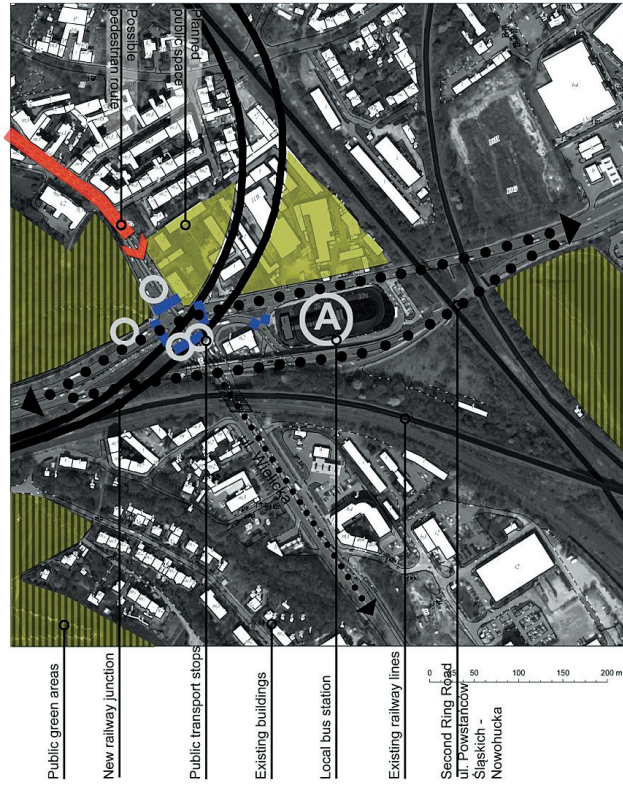 Planned
public space
Possible
pedestrian route
A
ul. Wielicka
Public green areas
New railway junction
Public transport stops
Existing buildings
Local bus station
Existing railway lines
Second Ring Road
ul. Powstańców
Śląskich -
Nowohucka
0
50
100
150
200 m